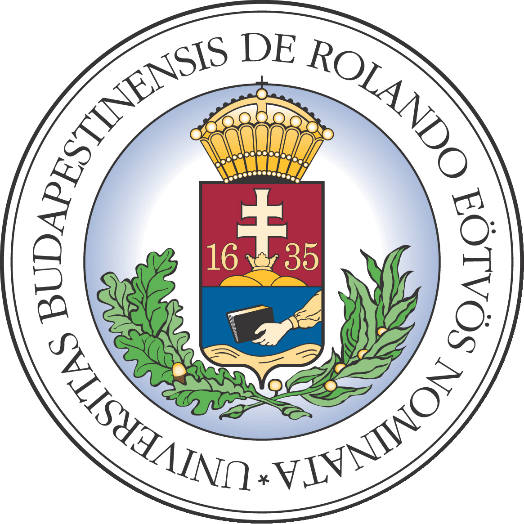 UNIVERSITAS BUDAPESTINENSIS DE ROLANDO EÖTVÖS NOMINATA *
16 35